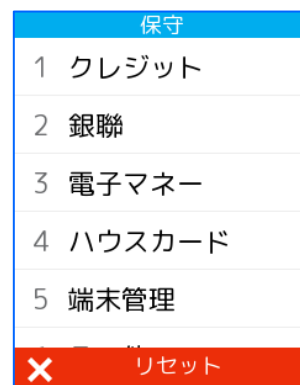 保守
1 クレジット
2 銀聯
3 電子マネー
4 ハウスカード
5 端末管理
リセット